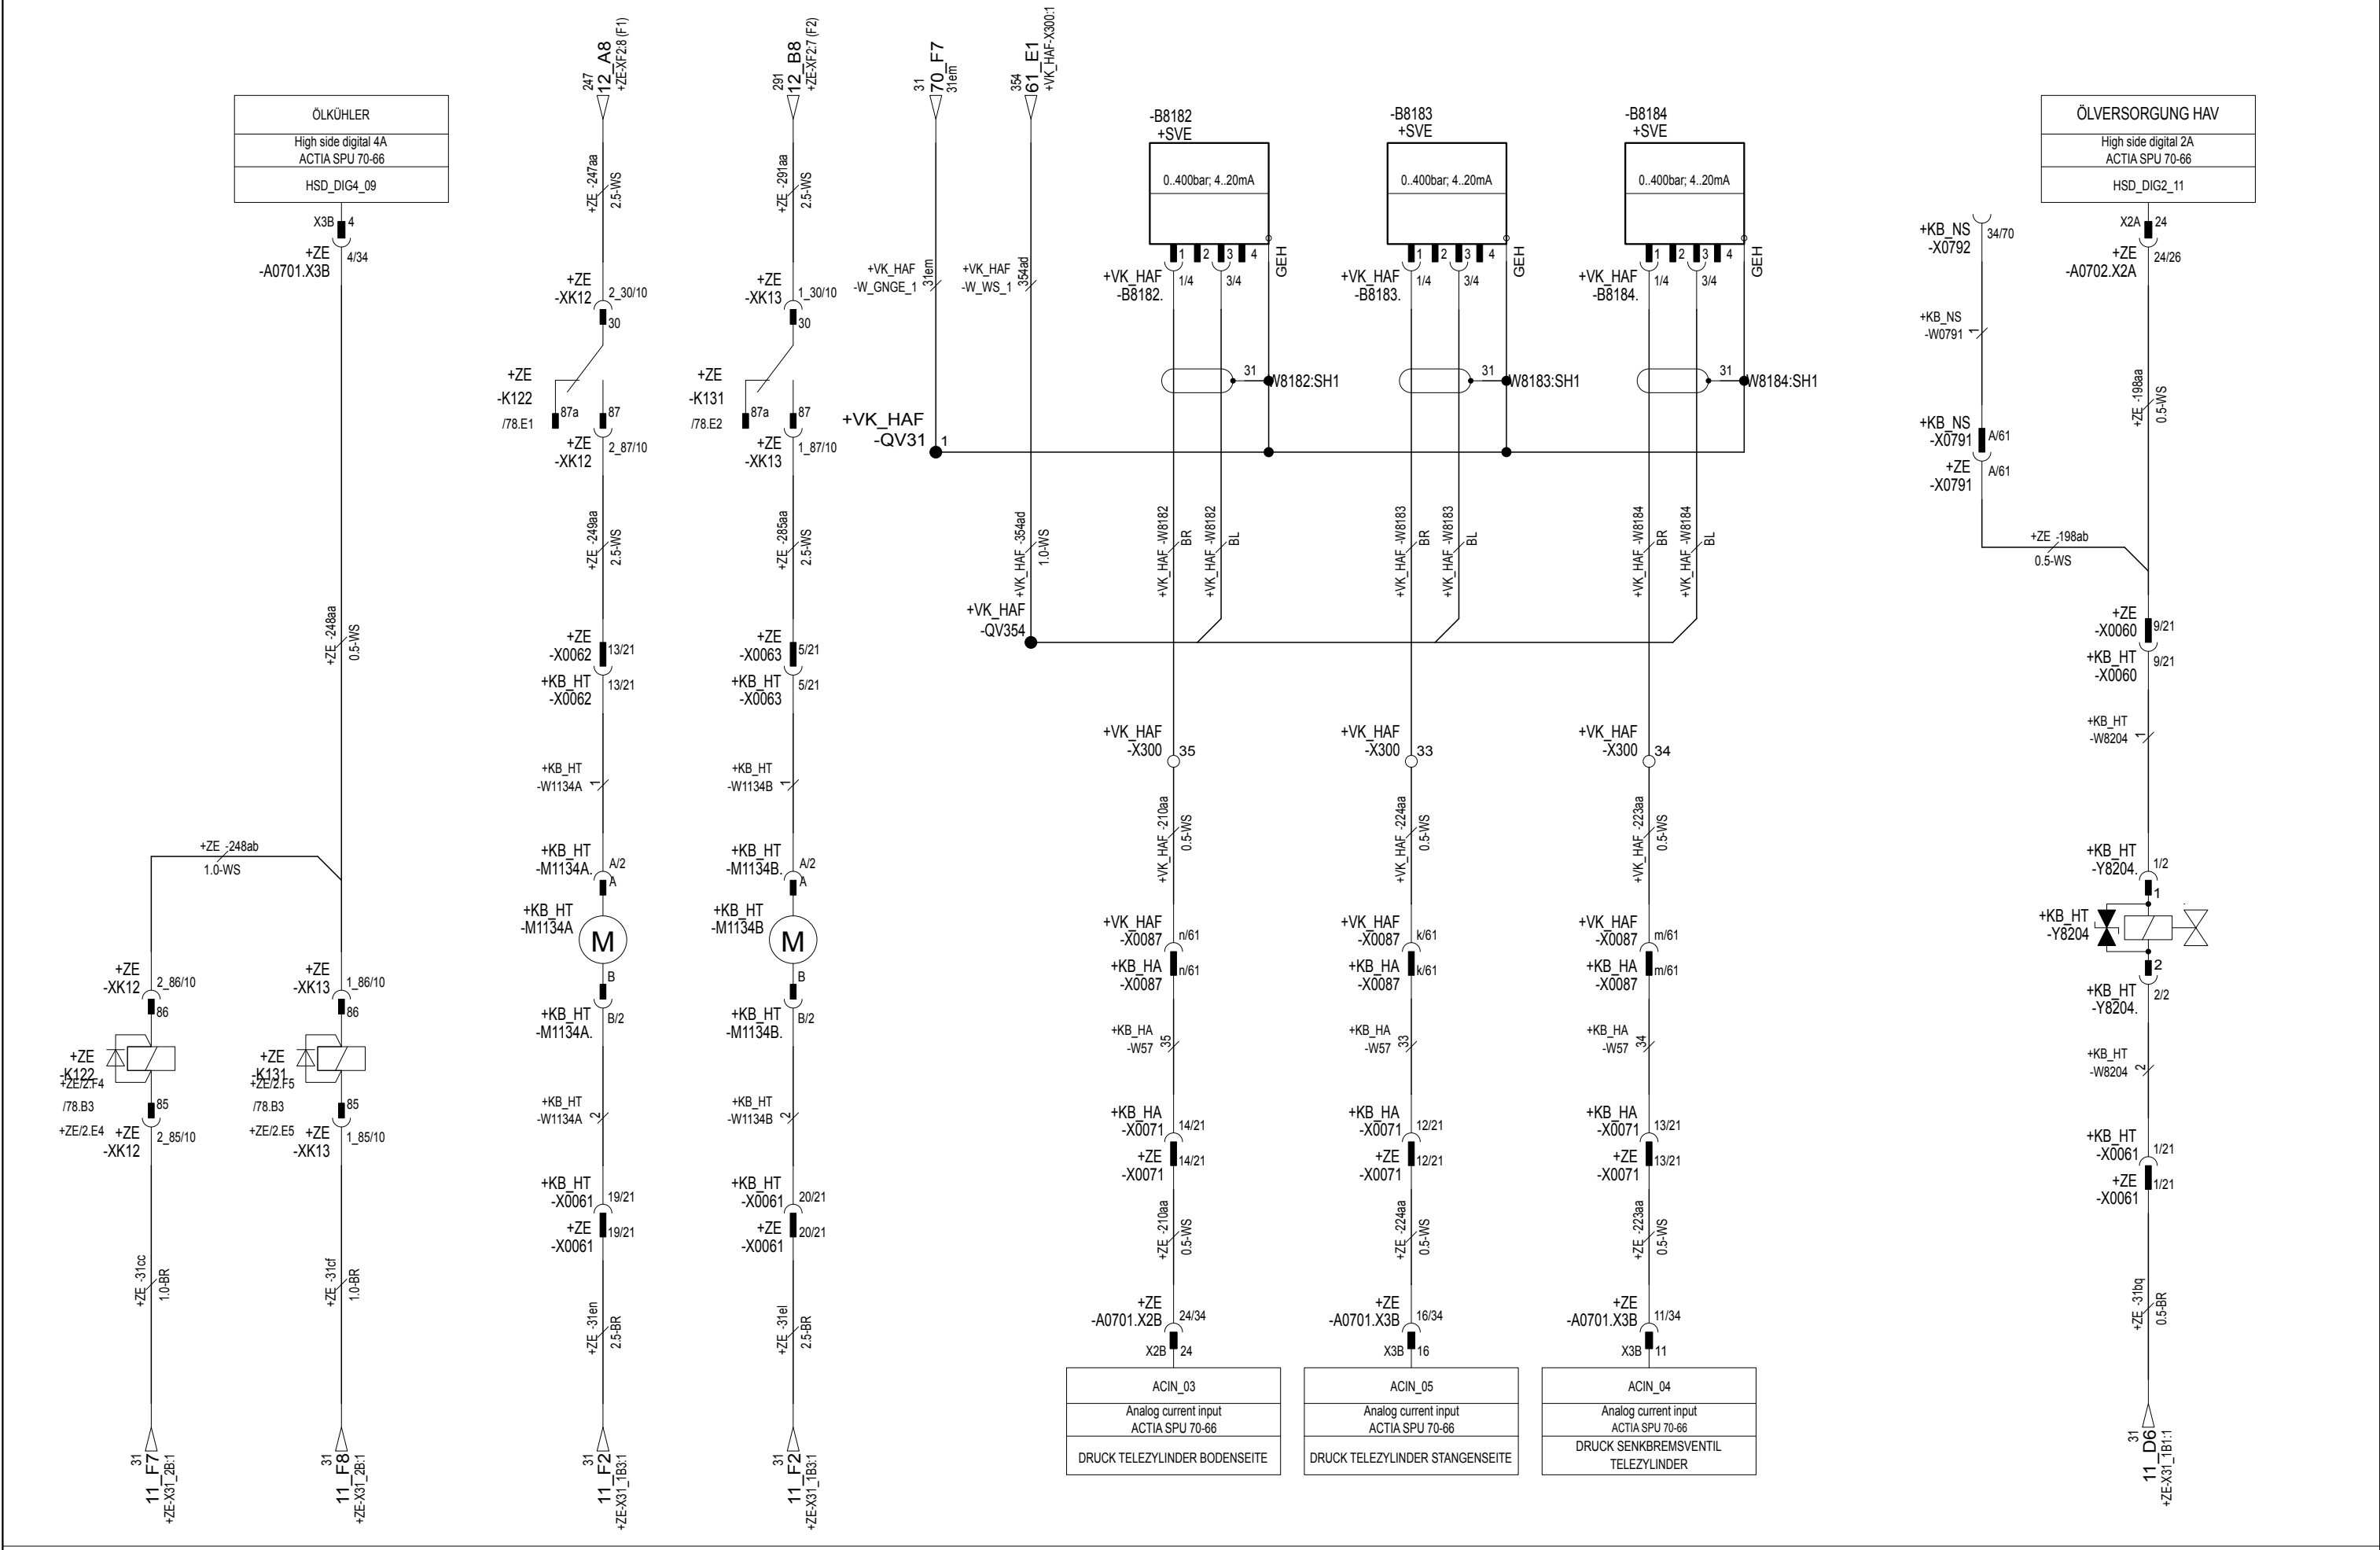 ÖLKÜHLER
High side digital 4A
ACTIA SPU 70-66
HSD_DIG4_09
X3B 4
+ZE 4/34
-A0701.X3B
+ZE -248aa
0.5-WS
+ZE -248ab
1.0-WS
+ZE
-XK12 2_86/10
86
+ZE
-K122
+ZE/2.F4
/78.B3
85
+ZE/2.E4 +ZE
-XK12 2_85/10
+ZE -31cc
1.0-BR
31
11_F7
+ZE-X31_2B:1
+ZE
-XK13 1_86/10
86
+ZE
-K131
+ZE/2.F5
/78.B3
85
+ZE/2.E5 +ZE
-XK13 1_85/10
+ZE -31cf
1.0-BR
31
11_F8
+ZE-X31_2B:1
247
12_A8
+ZE-XF2:8 (F1)
+ZE -247aa
2.5-WS
+ZE
-XK12 2_30/10
30
+ZE
-K122
/78.E1
87a
87
+ZE
-XK12 2_87/10
+ZE -249aa
2.5-WS
+ZE
-X0062 13/21
+KB_HT
-X0062 13/21
+KB_HT
-W1134A 1
+KB_HT
-M1134A. A/2
A
+KB_HT
-M1134A
M
B
+KB_HT
-M1134A. B/2
+KB_HT
-W1134A 2
+KB_HT
-X0061 19/21
+ZE
-X0061 19/21
+ZE -31en
2.5-BR
31
11_F2
+ZE-X31_1B3:1
291
12_B8
+ZE-XF2:7 (F2)
+ZE -291aa
2.5-WS
+ZE
-XK13 1_30/10
30
+ZE
-K131
/78.E2
87a
87
+ZE
-XK13 1_87/10
+ZE -285aa
2.5-WS
+ZE
-X0063 5/21
+KB_HT
-X0063 5/21
+KB_HT
-W1134B 1
+KB_HT
-M1134B. A/2
A
+KB_HT
-M1134B
M
B
+KB_HT
-M1134B. B/2
+KB_HT
-W1134B 2
+KB_HT
-X0061 20/21
+ZE
-X0061 20/21
+ZE -31el
2.5-BR
31
11_F2
+ZE-X31_1B3:1
31
70_F7
31em
+VK_HAF
-W_GNGE_1 31em
+VK_HAF
-QV31 1
354
61_E1
+VK_HAF-X300:1
+VK_HAF
-W_WS_1 354ad
+VK_HAF -354ad
1.0-WS
+VK_HAF
-QV354
-B8182
+SVE
0..400bar; 4..20mA
1 2 3 4
GEH
+VK_HAF
-B8182. 1/4 3/4
31
W8182:SH1
+VK_HAF -W8182
BR
+VK_HAF -W8182
BL
+VK_HAF
-X300 35
+VK_HAF -210aa
0.5-WS
+VK_HAF
-X0087 n/61
+KB_HA
-X0087 n/61
+KB_HA
-W57 35
+KB_HA
-X0071 14/21
+ZE
-X0071 14/21
+ZE -210aa
0.5-WS
+ZE
-A0701.X2B 24/34
X2B 24
ACIN_03
Analog current input
ACTIA SPU 70-66
DRUCK TELEZYLINDER BODENSEITE
-B8183
+SVE
0..400bar; 4..20mA
1 2 3 4
GEH
+VK_HAF
-B8183. 1/4 3/4
31
W8183:SH1
+VK_HAF -W8183
BR
+VK_HAF -W8183
BL
+VK_HAF
-X300 33
+VK_HAF -224aa
0.5-WS
+VK_HAF
-X0087 k/61
+KB_HA
-X0087 k/61
+KB_HA
-W57 33
+KB_HA
-X0071 12/21
+ZE
-X0071 12/21
+ZE -224aa
0.5-WS
+ZE
-A0701.X3B 16/34
X3B 16
ACIN_05
Analog current input
ACTIA SPU 70-66
DRUCK TELEZYLINDER STANGENSEITE
-B8184
+SVE
0..400bar; 4..20mA
1 2 3 4
GEH
+VK_HAF
-B8184. 1/4 3/4
31
W8184:SH1
+VK_HAF -W8184
BR
+VK_HAF -W8184
BL
+VK_HAF
-X300 34
+VK_HAF -223aa
0.5-WS
+VK_HAF
-X0087 m/61
+KB_HA
-X0087 m/61
+KB_HA
-W57 34
+KB_HA
-X0071 13/21
+ZE
-X0071 13/21
+ZE -223aa
0.5-WS
+ZE
-A0701.X3B 11/34
X3B 11
ACIN_04
Analog current input
ACTIA SPU 70-66
DRUCK SENKBREMSVENTIL
TELEZYLINDER
+KB_NS
-X0792 34/70
+KB_NS
-W0791 1
+KB_NS
-X0791 A/61
+ZE
-X0791 A/61
+ZE -198ab
0.5-WS
ÖLVERSORGUNG HAV
High side digital 2A
ACTIA SPU 70-66
HSD_DIG2_11
X2A 24
+ZE 24/26
-A0702.X2A
+ZE -198aa
0.5-WS
+ZE
-X0060 9/21
+KB_HT
-X0060 9/21
+KB_HT
-W8204 1
+KB_HT
-Y8204. 1/2
1
+KB_HT
-Y8204
2
+KB_HT
-Y8204. 2/2
+KB_HT
-W8204 2
+KB_HT
-X0061 1/21
+ZE
-X0061 1/21
+ZE -31bq
0.5-BR
31
11_D6
+ZE-X31_1B1:1